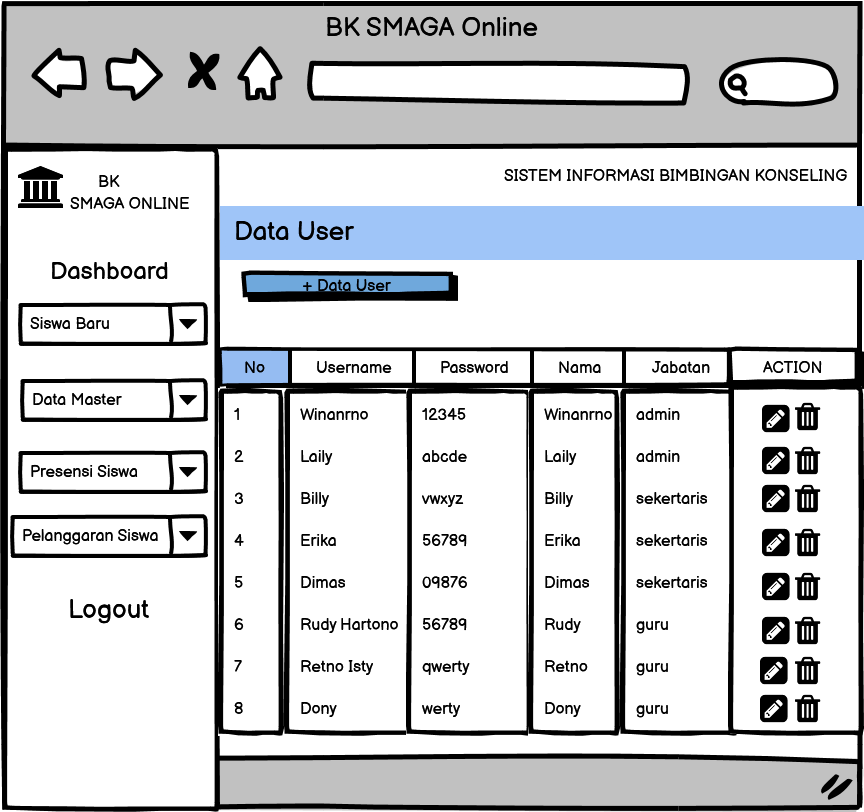 BK SMAGA Online
BK
SMAGA ONLINE
Dashboard
Siswa Baru
Data Master
Presensi Siswa
Pelanggaran Siswa
Logout
SISTEM INFORMASI BIMBINGAN KONSELING
Data User
+ Data User
No Username Password Nama Jabatan ACTION
1 Winanrno 12345 Winanrno admin
2 Laily abcde Laily admin
3 Billy vwxyz Billy sekertaris
4 Erika 56789 Erika sekertaris
5 Dimas 09876 Dimas sekertaris
6 Rudy Hartono 56789 Rudy guru
7 Retno Isty qwerty Retno guru
8 Dony werty Dony guru